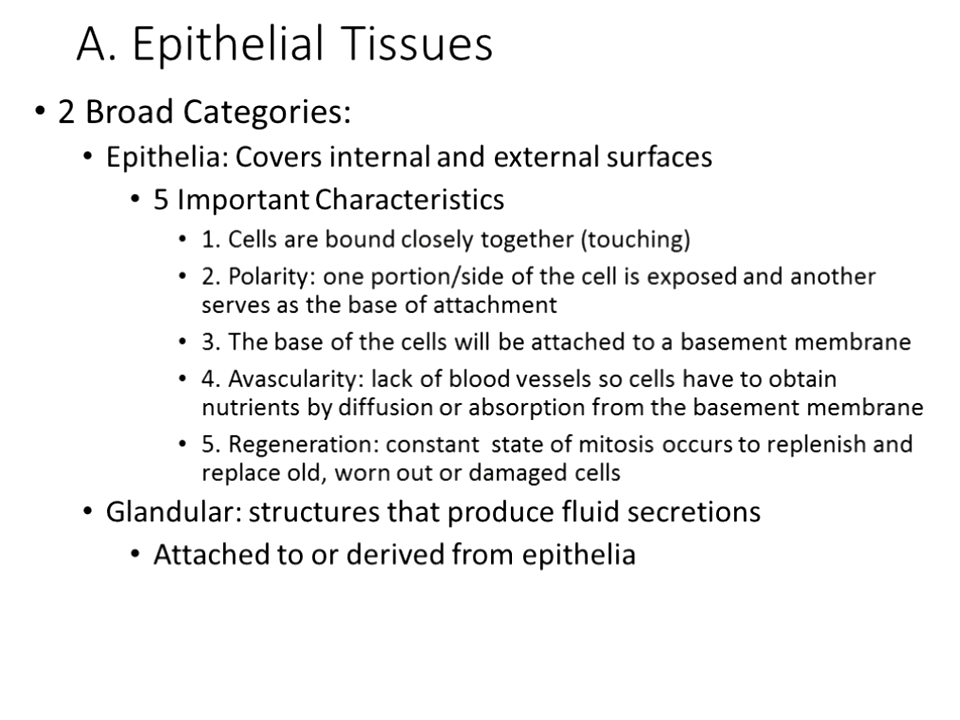 A. Epithelial Tissues
• 2 Broad Categories:
• Epithelia: Covers internal and external surfaces
• 5 Important Characteristics
• 1. Cells are bound closely together (touching)
• 2. Polarity: one portion/side of the cell is exposed and another
serves as the base of attachment
• 3. The base of the cells will be attached to a basement membrane
• 4. Avascularity: lack of blood vessels so cells have to obtain
nutrients by diffusion or absorption from the basement membrane
• 5. Regeneration: constant state of mitosis occurs to replenish and
replace old, worn out or damaged cells
• Glandular: structures that produce fluid secretions
• Attached to or derived from epithelia